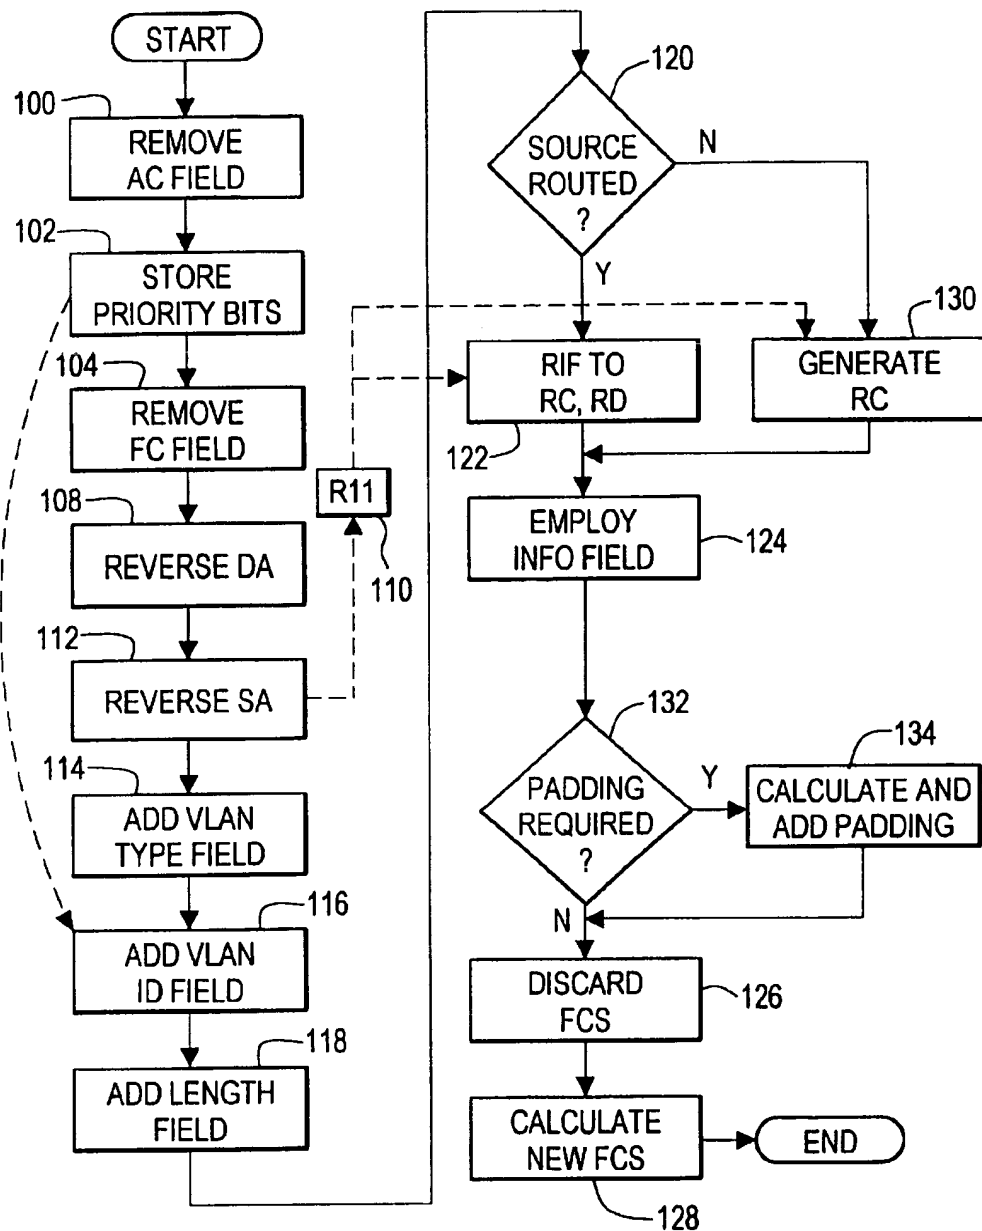 START
100
REMOVE
AC FIELD
102
STORE
PRIORITY BITS
104
REMOVE
FC FIELD
108
REVERSE DA
R11
110
112
REVERSE SA
114
ADD VLAN
TYPE FIELD
116
ADD VLAN
ID FIELD
118
ADD LENGTH
FIELD
120
SOURCE
ROUTED
?
N
Y
130
RIF TO
RC, RD
122
GENERATE
RC
EMPLOY
INFO FIELD
124
132
PADDING
REQUIRED
?
Y
134
CALCULATE AND
ADD PADDING
N
DISCARD
FCS
126
CALCULATE
NEW FCS
128
END